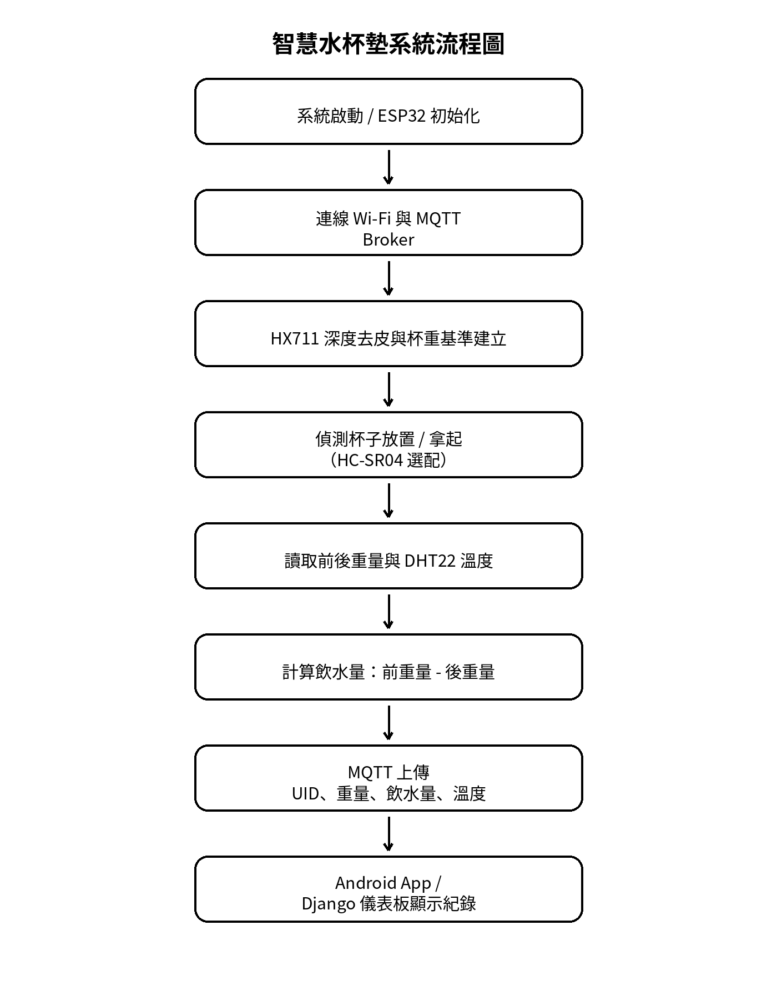 智慧水杯墊系統流程圖
系統啟動 / ESP32 初始化
連線 Wi-Fi 與 MQTT
Broker
HX711 深度去皮與杯重基準建立
偵測杯子放置 / 拿起
（HC-SR04 選配）
讀取前後重量與 DHT22 溫度
計算飲水量：前重量 - 後重量
MQTT 上傳
UID、重量、飲水量、溫度
Android App /
Django 儀表板顯示紀錄